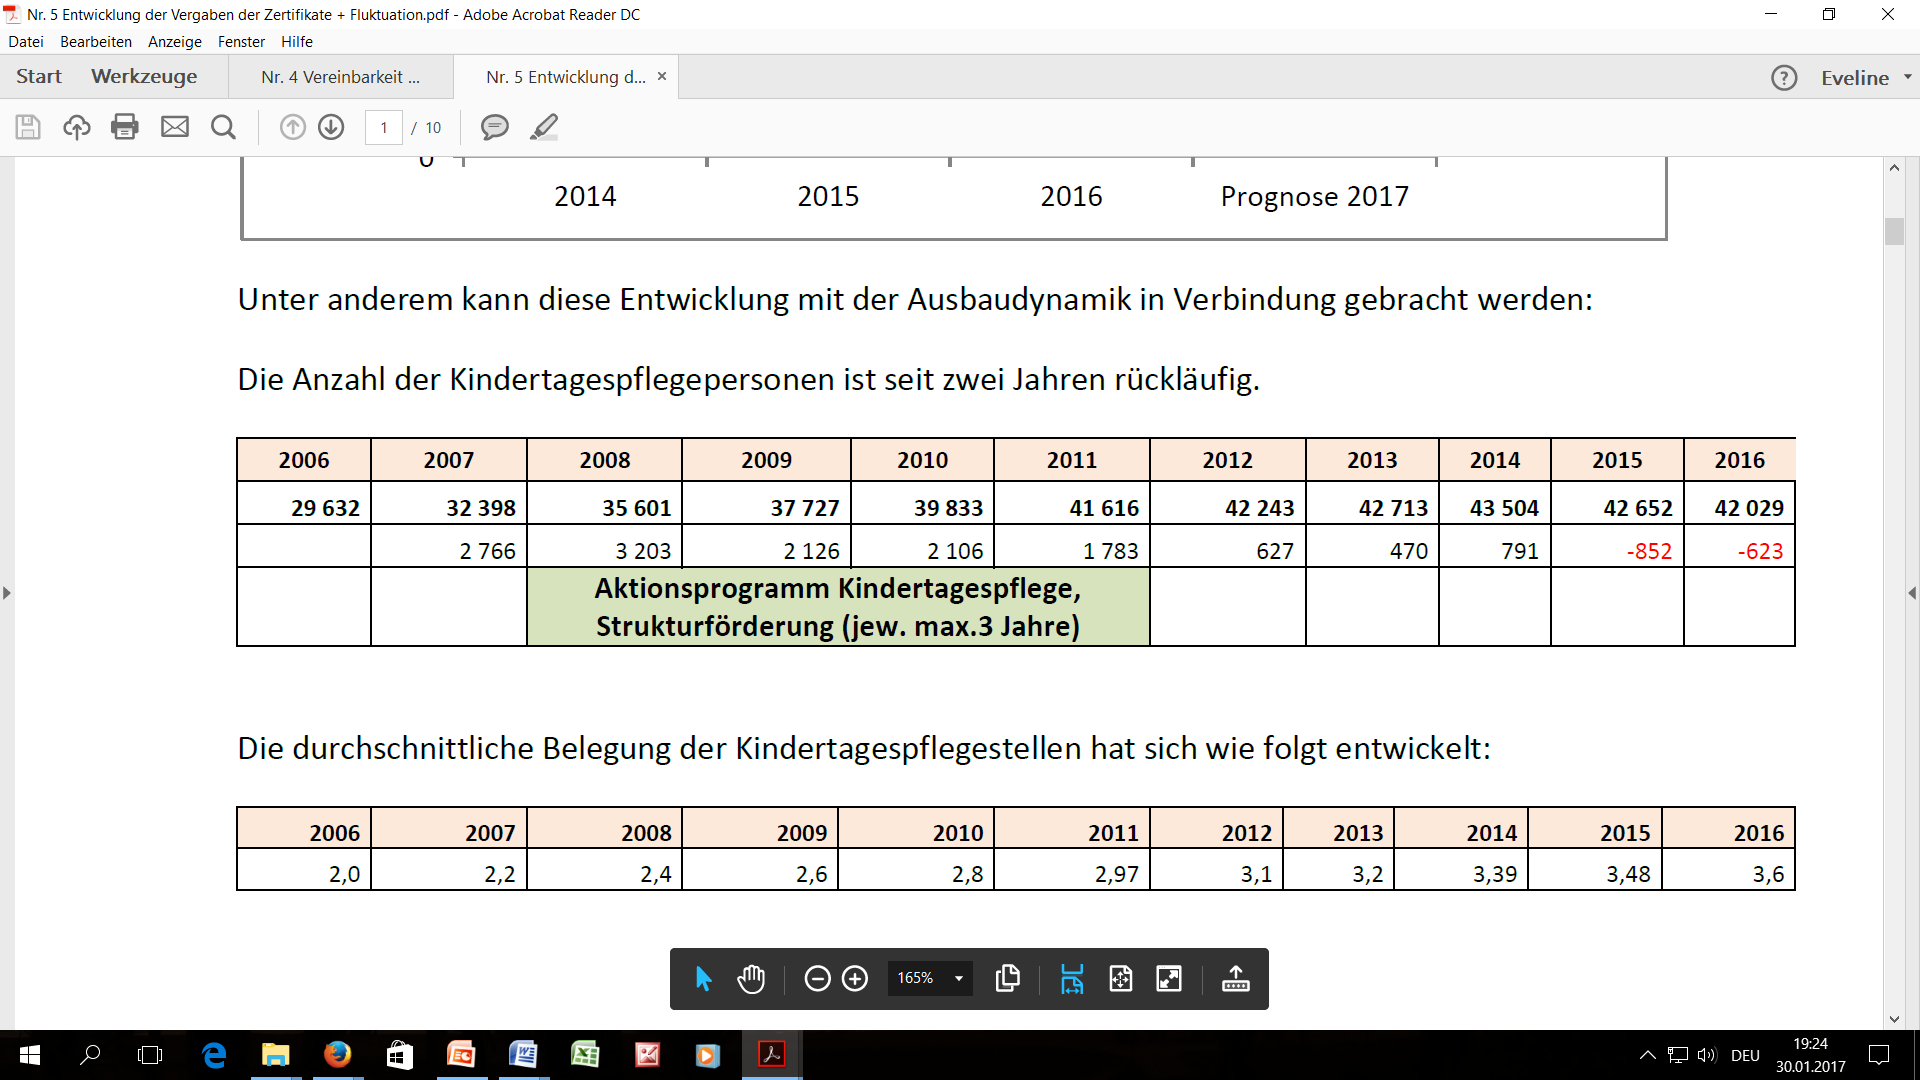 Nr. 5 Entwicklung der Vergaben der Zertifikate + Fluktuation.pdf - Adobe Acrobat Reader DC
Datei Bearbeiten Anzeige Fenster Hilfe
Start Werkzeuge Nr. 4 Vereinbarkeit ... Nr. 5 Entwicklung d... × Eveline
1 / 10
0
2014 2015 2016 Prognose 2017
Unter anderem kann diese Entwicklung mit der Ausbaudynamik in Verbindung gebracht werden:
Die Anzahl der Kindertagespflegepersonen ist seit zwei Jahren rückläufig.
2006 2007 2008 2009 2010 2011 2012 2013 2014 2015 2016
29 632 32 398 35 601 37 727 39 833 41 616 42 243 42 713 43 504 42 652 42 029
2 766 3 203 2 126 2 106 1 783 627 470 791 -852 -623
Aktionsprogramm Kindertagespflege,
Strukturförderung (jew. max.3 Jahre)
Die durchschnittliche Belegung der Kindertagespflegestellen hat sich wie folgt entwickelt:
2006 2007 2008 2009 2010 2011 2012 2013 2014 2015 2016
2,0 2,2 2,4 2,6 2,8 2,97 3,1 3,2 3,39 3,48 3,6
165%
DEU
19:24
30.01.2017